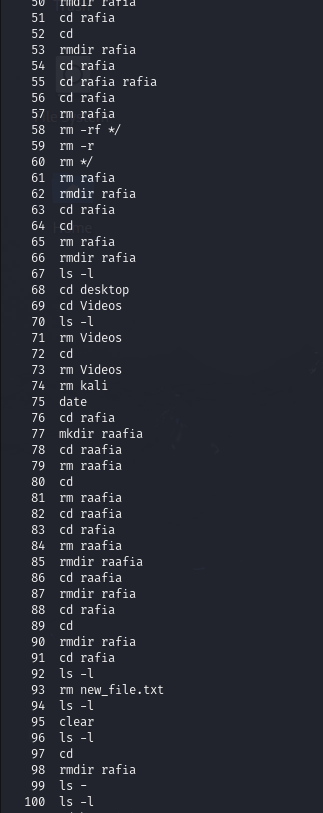 50 rmdir rafia
51 cd rafia
52 cd
53 rmdir rafia
54 cd rafia
55 cd rafia rafia
56 cd rafia
57 rm rafia
58 rm -rf */
59 rm -r
60 rm */
61 rm rafia
62 rmdir rafia
63 cd rafia
64 cd
65 rm rafia
66 rmdir rafia
67 ls -l
68 cd desktop
69 cd Videos
70 ls -l
71 rm Videos
72 cd
73 rm Videos
74 rm kali
75 date
76 cd rafia
77 mkdir raafia
78 cd raafia
79 rm raafia
80 cd
81 rm raafia
82 cd raafia
83 cd rafia
84 rm raafia
85 rmdir raafia
86 cd raafia
87 rmdir rafia
88 cd rafia
89 cd
90 rmdir rafia
91 cd rafia
92 ls -l
93 rm new_file.txt
94 ls -l
95 clear
96 ls -l
97 cd
98 rmdir rafia
99 ls -
100 ls -l